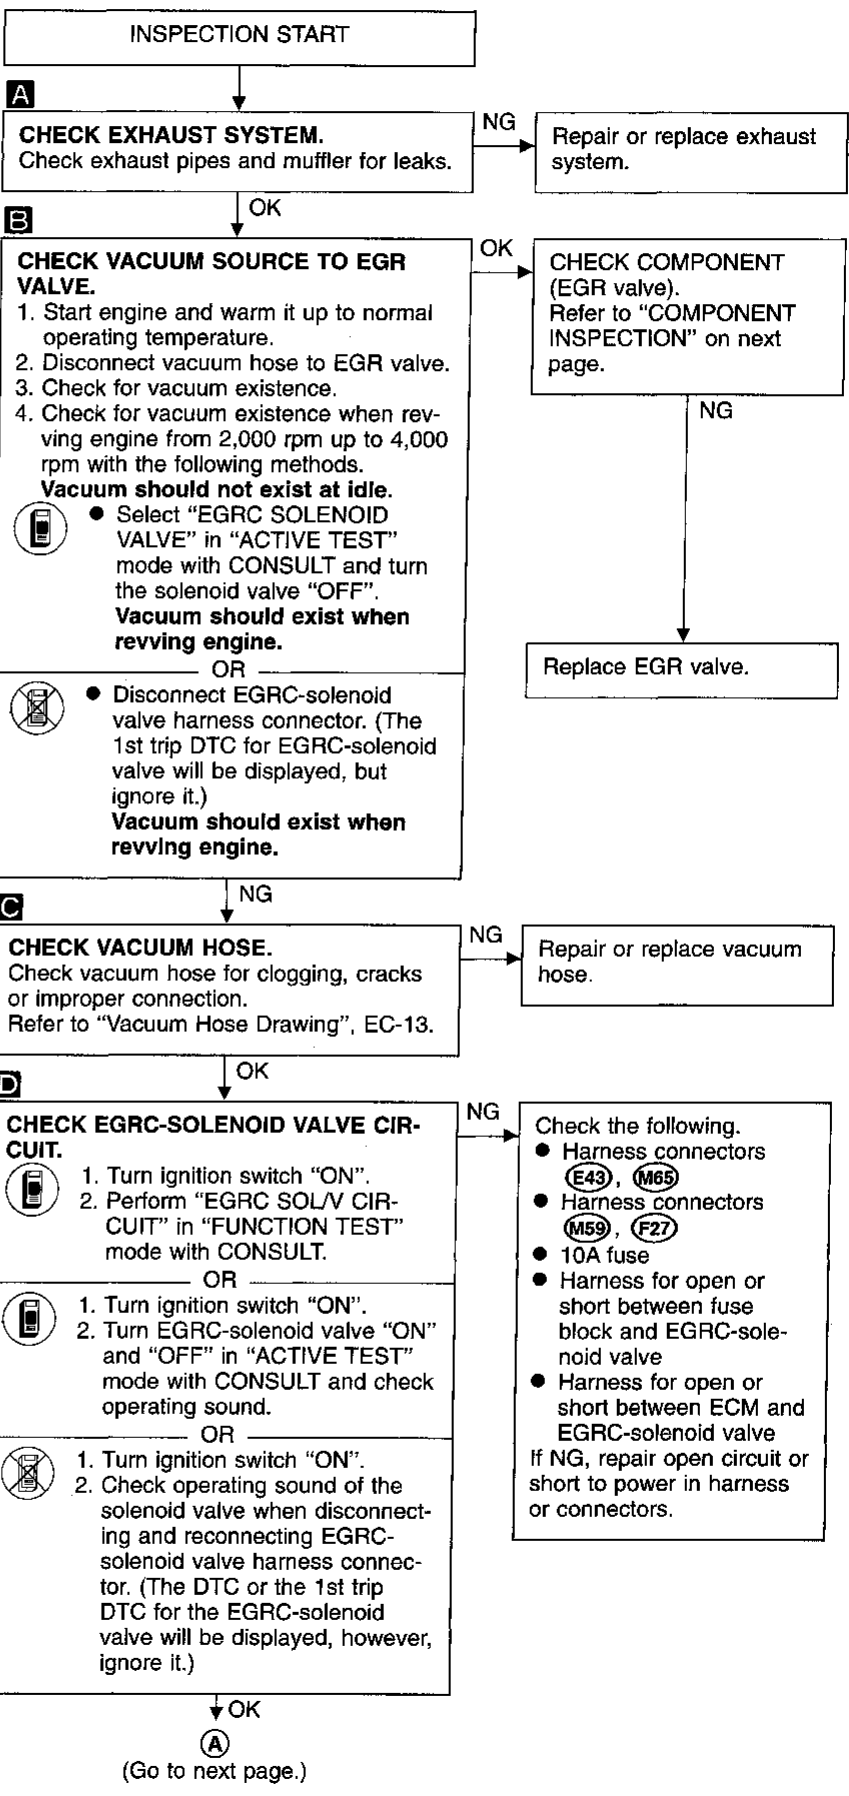 INSPECTION START
A
CHECK EXHAUST SYSTEM.
Check exhaust pipes and muffler for leaks.
NG
Repair or replace exhaust
system.
OK
B
CHECK VACUUM SOURCE TO EGR
VALVE.
1. Start engine and warm it up to normal
operating temperature.
2. Disconnect vacuum hose to EGR valve.
3. Check for vacuum existence.
4. Check for vacuum existence when rev-
ving engine from 2,000 rpm up to 4,000
rpm with the following methods.
Vacuum should not exist at idle.
● Select “EGRC SOLENOID
VALVE” in “ACTIVE TEST”
mode with CONSULT and turn
the solenoid valve “OFF”.
Vacuum should exist when
revving engine.
OR
● Disconnect EGRC-solenoid
valve harness connector. (The
1st trip DTC for EGRC-solenoid
valve will be displayed, but
ignore it.)
Vacuum should exist when
revving engine.
OK
CHECK COMPONENT
(EGR valve).
Refer to “COMPONENT
INSPECTION” on next
page.
NG
Replace EGR valve.
NG
C
CHECK VACUUM HOSE.
Check vacuum hose for clogging, cracks
or improper connection.
Refer to “Vacuum Hose Drawing”, EC-13.
NG
Repair or replace vacuum
hose.
OK
D
CHECK EGRC-SOLENOID VALVE CIR-
CUIT.
1. Turn ignition switch “ON”.
2. Perform “EGRC SOL/V CIR-
CUIT” in “FUNCTION TEST”
mode with CONSULT.
OR
1. Turn ignition switch “ON”.
2. Turn EGRC-solenoid valve “ON”
and “OFF” in “ACTIVE TEST”
mode with CONSULT and check
operating sound.
OR
1. Turn ignition switch “ON”.
2. Check operating sound of the
solenoid valve when disconnect-
ing and reconnecting EGRC-
solenoid valve harness connec-
tor. (The DTC or the 1st trip
DTC for the EGRC-solenoid
valve will be displayed, however,
ignore it.)
NG
Check the following.
● Harness connectors
E43, M65
● Harness connectors
M59, F27
● 10A fuse
● Harness for open or
short between fuse
block and EGRC-sole-
noid valve
● Harness for open or
short between ECM and
EGRC-solenoid valve
If NG, repair open circuit or
short to power in harness
or connectors.
OK
A
(Go to next page.)